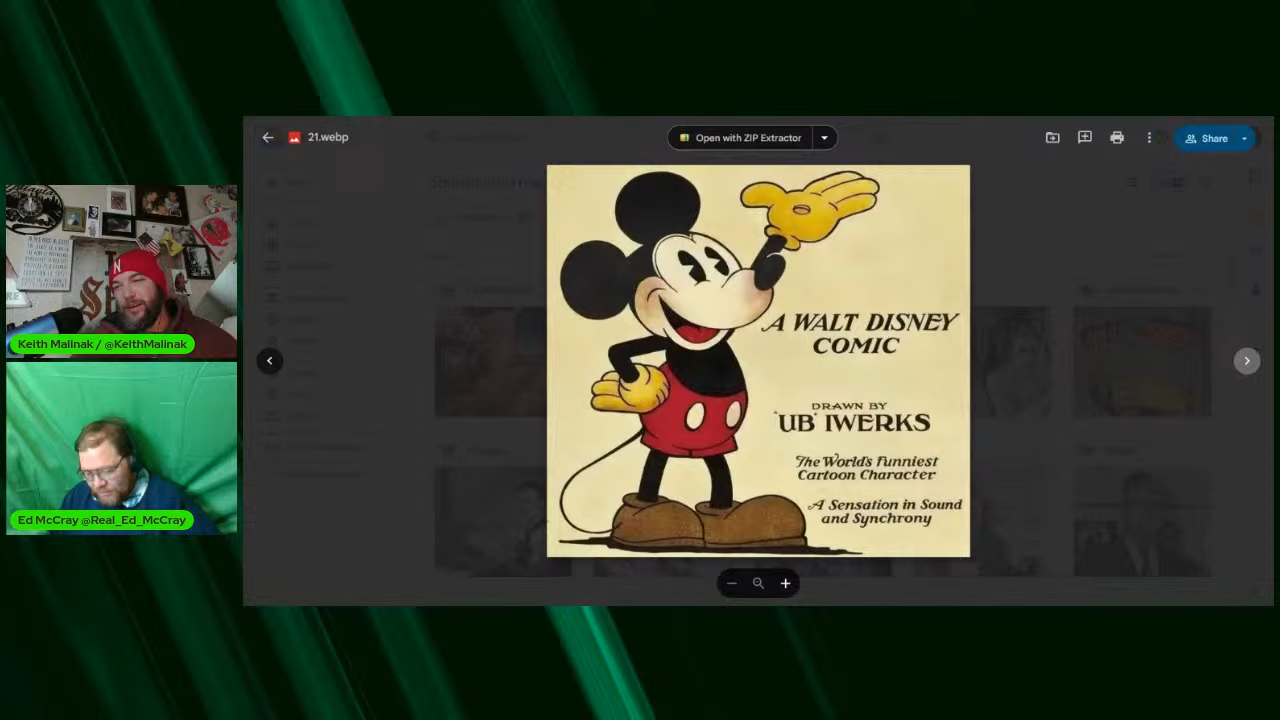 21.webp
Open with ZIP Extractor
Share
N
Keith Malinak / @KeithMalinak
Ed McCray @Real_Ed_McCray
A WALT DISNEY
COMIC
DRAWN BY
"UB" IWERKS
The World's Funniest
Cartoon Character
A Sensation in Sound
and Synchrony